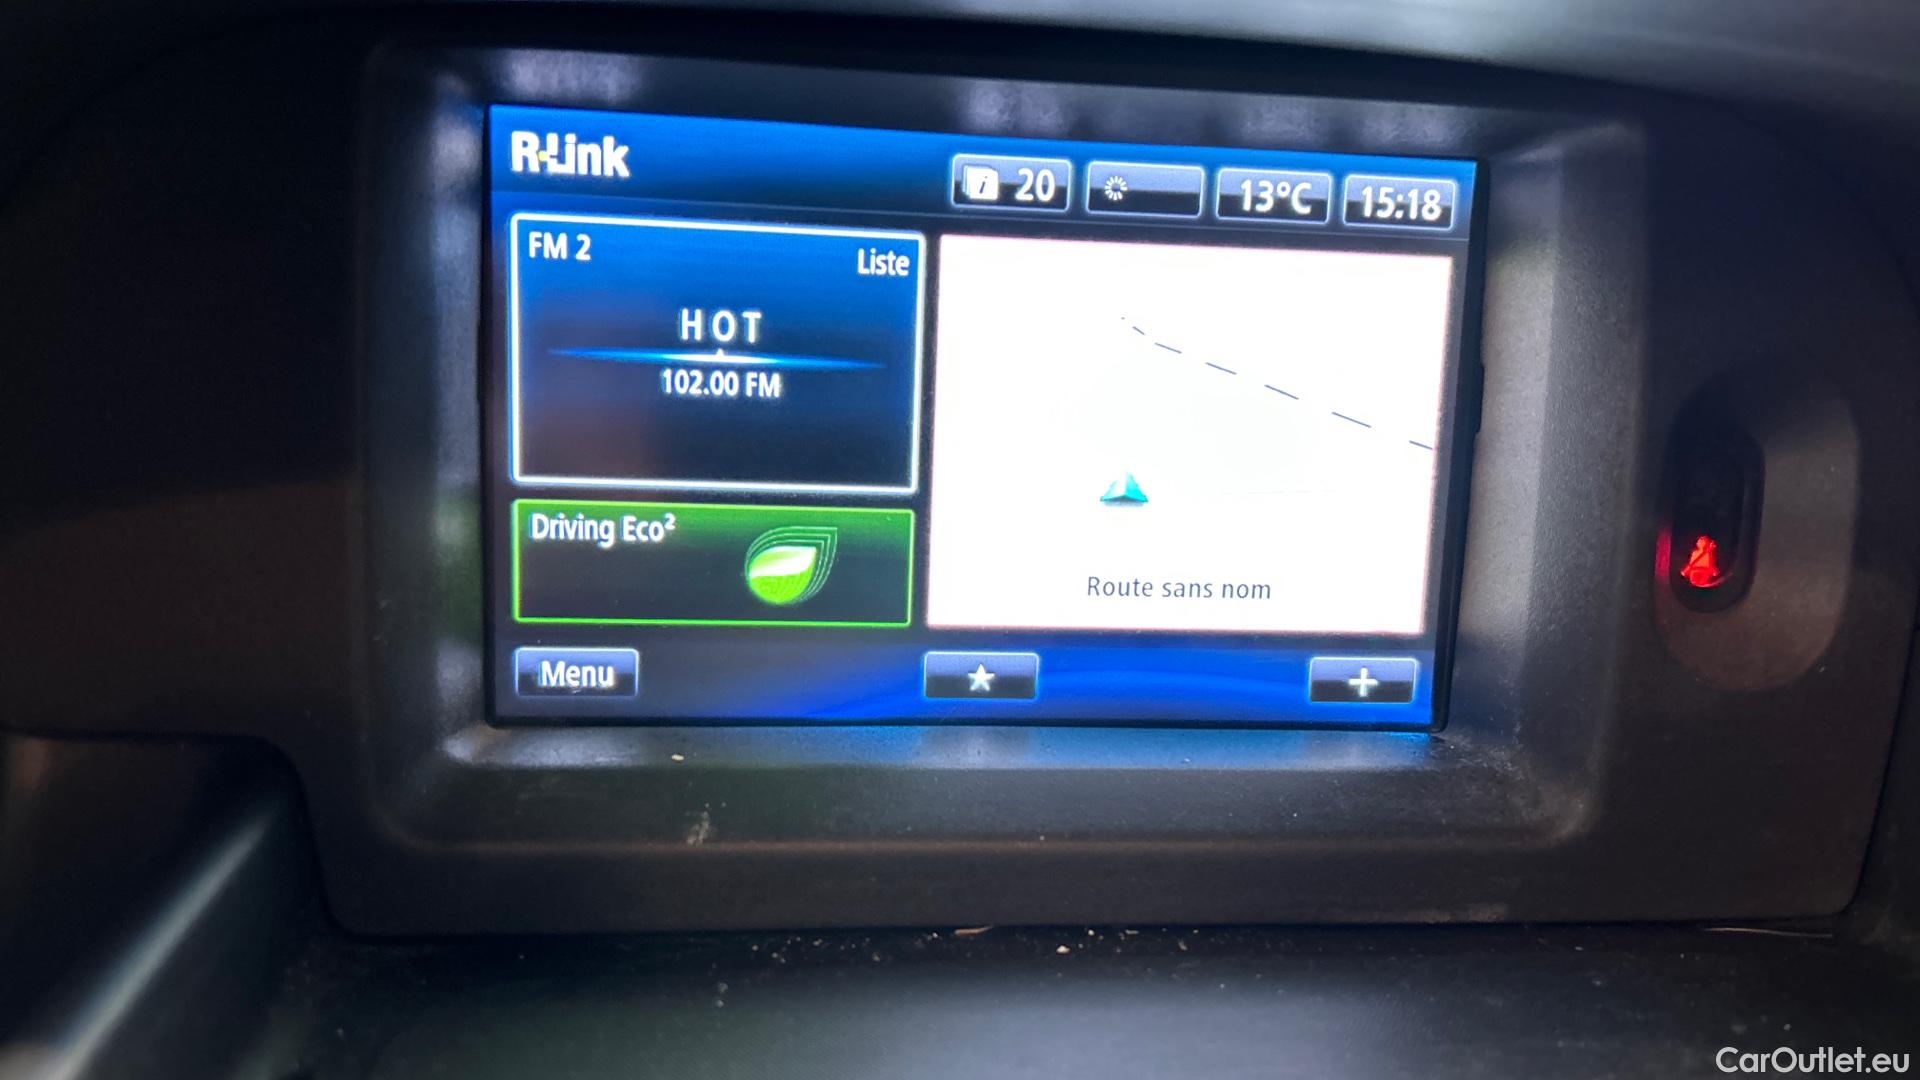 R-Link
20
13°C
15:18
FM 2
Liste
HOT
102.00 FM
Driving Eco²
Route sans nom
Menu
CarOutlet.eu